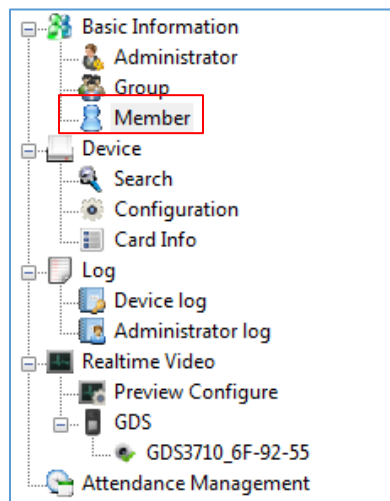 Basic Information
Administrator
Group
Member
Device
Search
Configuration
Card Info
Log
Device log
Administrator log
Realtime Video
Preview Configure
GDS
GDS3710_6F-92-55
Attendance Management